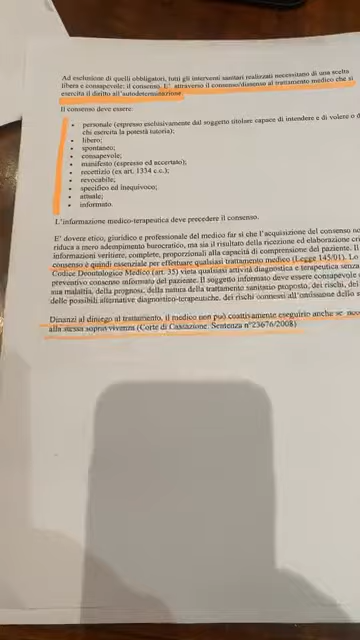 Ad esclusione di quelli obbligatori, tutti gli interventi sanitari realizzati necessitano di una scelta
libera e consapevole: il consenso. E' attraverso il consenso/dissenso al trattamento medico che si
esercita il diritto all'autodeterminazione.
Il consenso deve essere:
• personale (espresso esclusivamente dal soggetto titolare capace di intendere e di volere o d
chi esercita la potestà tutoria);
• libero;
• spontaneo;
• consapevole;
• manifesto (espresso ed accertato);
• recettizio (ex art. 1334 c.c.);
• revocabile;
• specifico ed inequivoco;
• attuale;
• informato.
L'informazione medico-terapeutica deve precedere il consenso.
E' dovere etico, giuridico e professionale del medico far sì che l'acquisizione del consenso no
riduca a mero adempimento burocratico, ma sia il risultato della ricezione ed elaborazione cri
informazioni veritiere, complete, proporzionali alla capacità di comprensione del paziente. Il
consenso è quindi essenziale per effettuare qualsiasi trattamento medico (Legge 145/01). Lo
Codice Deontologico Medico (art. 35) vieta qualsiasi attività diagnostica e terapeutica senza
preventivo consenso informato del paziente. Il soggetto informato deve essere consapevole
sua malattia, della prognosi, della natura del trattamento sanitario proposto, dei rischi, dei
delle possibili alternative diagnostico-terapeutiche, dei rischi connessi all'omissione dello s
Dinanzi al diniego al trattamento, il medico non può coattivamente eseguirlo anche se
alla stessa sopravvivenza (Corte di Cassazione: Sentenza n°23676/2008)